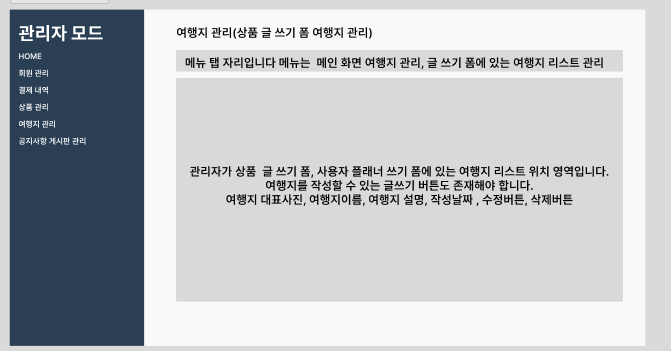 관리자 모드
HOME
회원 관리
결제 내역
상품 관리
여행지 관리
공지사항 게시판 관리
여행지 관리(상품 글 쓰기 폼 여행지 관리)
메뉴 탭 자리입니다 메뉴는 메인 화면 여행지 관리, 글 쓰기 폼에 있는 여행지 리스트 관리
관리자가 상품 글 쓰기 폼, 사용자 플래너 쓰기 폼에 있는 여행지 리스트 위치 영역입니다.
여행지를 작성할 수 있는 글쓰기 버튼도 존재해야 합니다.
여행지 대표사진, 여행지이름, 여행지 설명, 작성날짜 , 수정버튼, 삭제버튼